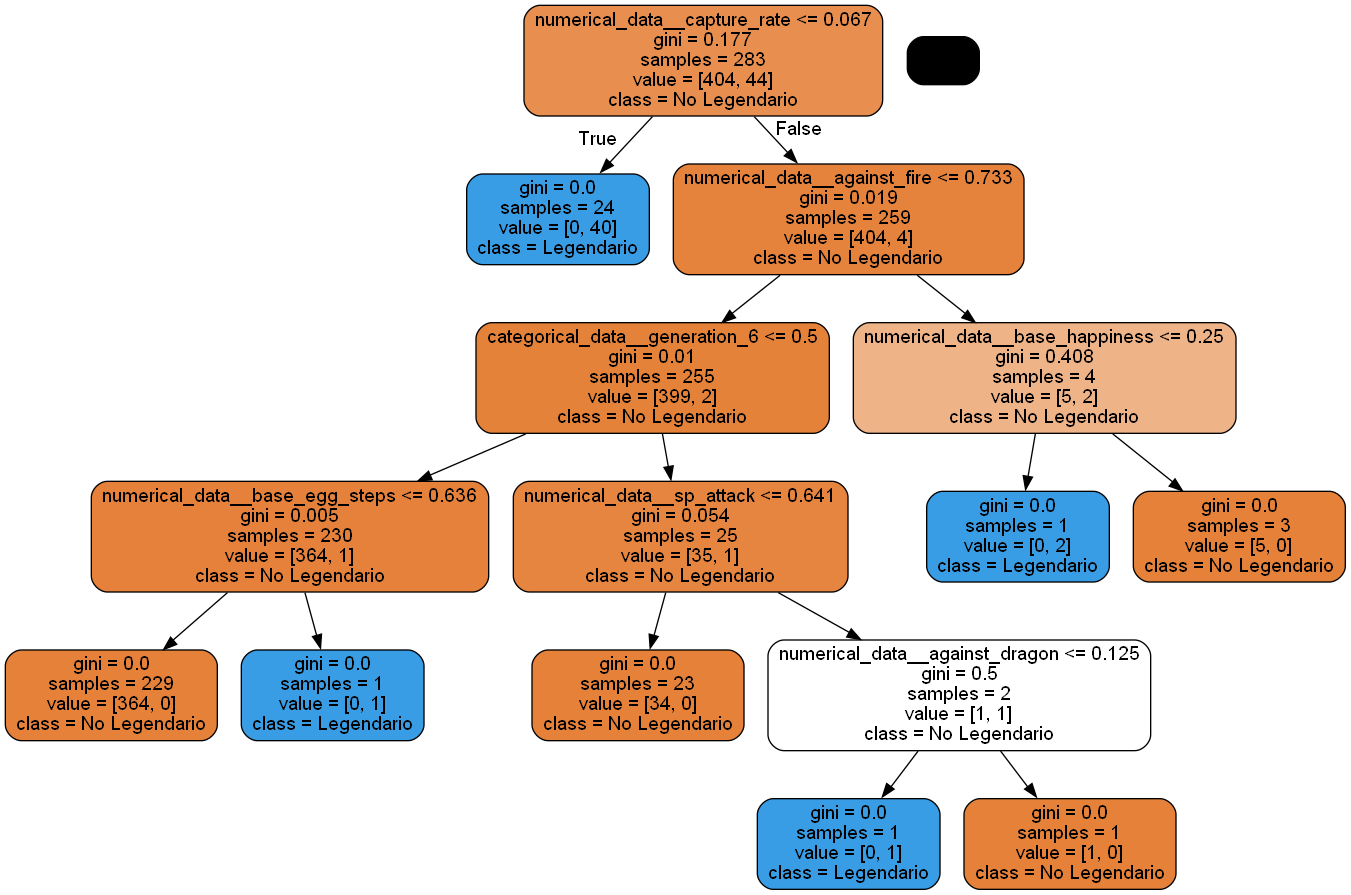 numerical_data__capture_rate <= 0.067
gini = 0.177
samples = 283
value = [404, 44]
class = No Legendario
True
False
gini = 0.0
samples = 24
value = [0, 40]
class = Legendario
numerical_data__against_fire <= 0.733
gini = 0.019
samples = 259
value = [404, 4]
class = No Legendario
categorical_data__generation_6 <= 0.5
gini = 0.01
samples = 255
value = [399, 2]
class = No Legendario
numerical_data__base_happiness <= 0.25
gini = 0.408
samples = 4
value = [5, 2]
class = No Legendario
numerical_data__base_egg_steps <= 0.636
gini = 0.005
samples = 230
value = [364, 1]
class = No Legendario
numerical_data__sp_attack <= 0.641
gini = 0.054
samples = 25
value = [35, 1]
class = No Legendario
gini = 0.0
samples = 1
value = [0, 2]
class = Legendario
gini = 0.0
samples = 3
value = [5, 0]
class = No Legendario
gini = 0.0
samples = 229
value = [364, 0]
class = No Legendario
gini = 0.0
samples = 1
value = [0, 1]
class = Legendario
gini = 0.0
samples = 23
value = [34, 0]
class = No Legendario
numerical_data__against_dragon <= 0.125
gini = 0.5
samples = 2
value = [1, 1]
class = No Legendario
gini = 0.0
samples = 1
value = [0, 1]
class = Legendario
gini = 0.0
samples = 1
value = [1, 0]
class = No Legendario